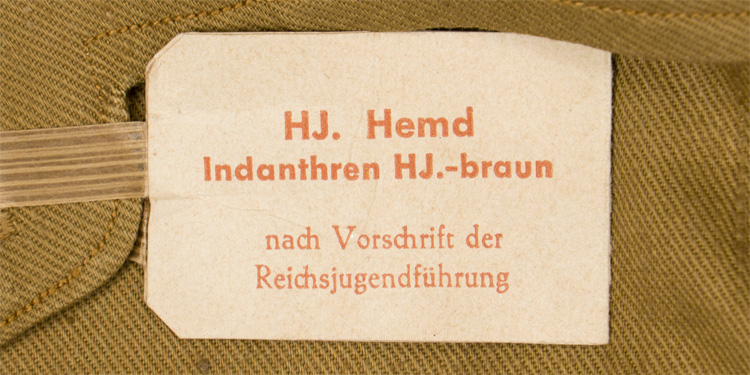 HJ. Hemd
Indanthren HJ.-braun
nach Vorschrift der
Reichsjugendführung